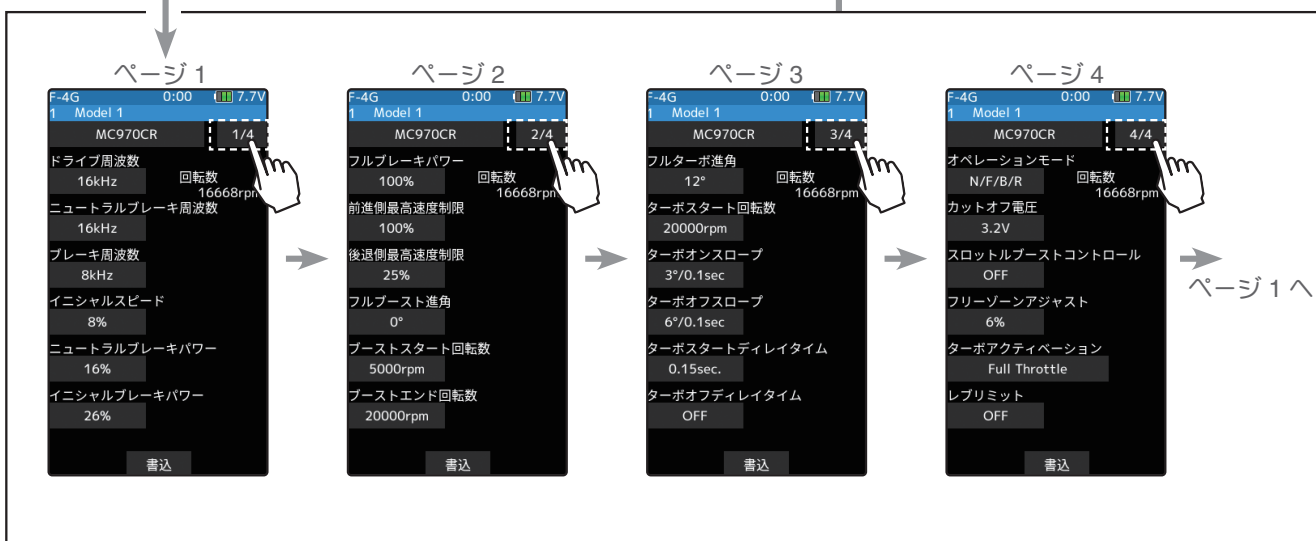 ページ 1
F-4G 0:00 7.7V
1 Model 1
MC970CR 1/4
ドライブ周波数
16kHz
回転数
16668rpm
ニュートラルブレーキ周波数
16kHz
ブレーキ周波数
8kHz
イニシャルスピード
8%
ニュートラルブレーキパワー
16%
イニシャルブレーキパワー
26%
書込
ページ 2
F-4G 0:00 7.7V
1 Model 1
MC970CR 2/4
フルブレーキパワー
100%
回転数
16668rpm
前進側最高速度制限
100%
後退側最高速度制限
25%
フルブースト進角
0°
ブーストスタート回転数
5000rpm
ブーストエンド回転数
20000rpm
書込
ページ 3
F-4G 0:00 7.7V
1 Model 1
MC970CR 3/4
フルターボ進角
12°
回転数
16668rpm
ターボスタート回転数
20000rpm
ターボオンスロープ
3°/0.1sec
ターボオフスロープ
6°/0.1sec
ターボスタートディレイタイム
0.15sec.
ターボオフディレイタイム
OFF
書込
ページ 4
F-4G 0:00 7.7V
1 Model 1
MC970CR 4/4
オペレーションモード
N/F/B/R
回転数
16668rpm
カットオフ電圧
3.2V
スロットルブーストコントロール
OFF
フリーゾーンアジャスト
6%
ターボアクティベーション
Full Throttle
レブリミット
OFF
書込
ページ 1 へ